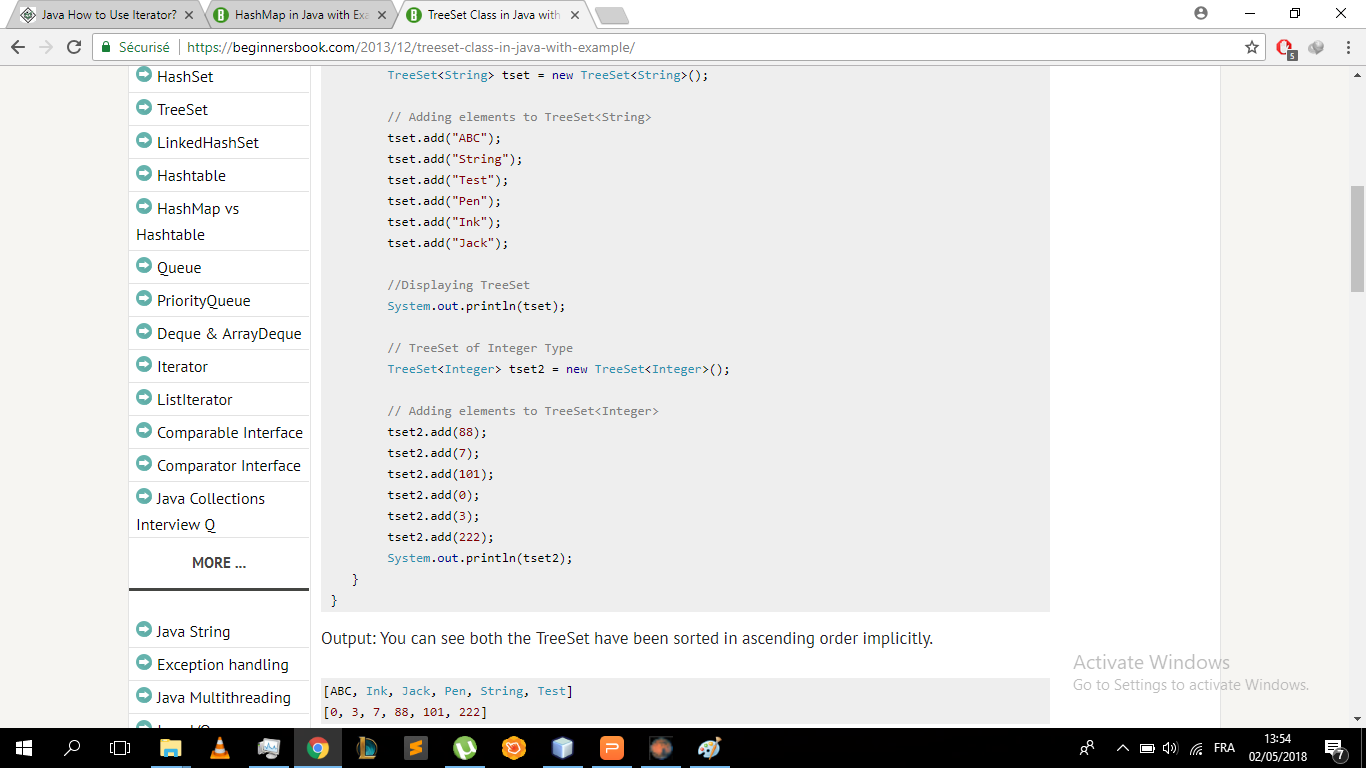 Java How to Use Iterator?
HashMap in Java with Exa
TreeSet Class in Java with
Sécurisé
https://beginnersbook.com/2013/12/treeset-class-in-java-with-example/
5
HashSet
TreeSet
LinkedHashSet
Hashtable
HashMap vs
Hashtable
Queue
PriorityQueue
Deque & ArrayDeque
Iterator
ListIterator
Comparable Interface
Comparator Interface
Java Collections
Interview Q
MORE ...
Java String
Exception handling
Java Multithreading
TreeSet<String> tset = new TreeSet<String>();
// Adding elements to TreeSet<String>
tset.add("ABC");
tset.add("String");
tset.add("Test");
tset.add("Pen");
tset.add("Ink");
tset.add("Jack");
//Displaying TreeSet
System.out.println(tset);
// TreeSet of Integer Type
TreeSet<Integer> tset2 = new TreeSet<Integer>();
// Adding elements to TreeSet<Integer>
tset2.add(88);
tset2.add(7);
tset2.add(101);
tset2.add(0);
tset2.add(3);
tset2.add(222);
System.out.println(tset2);
}
}
Output: You can see both the TreeSet have been sorted in ascending order implicitly.
[ABC, Ink, Jack, Pen, String, Test]
[0, 3, 7, 88, 101, 222]
Activate Windows
Go to Settings to activate Windows.
FRA
13:54
02/05/2018
7